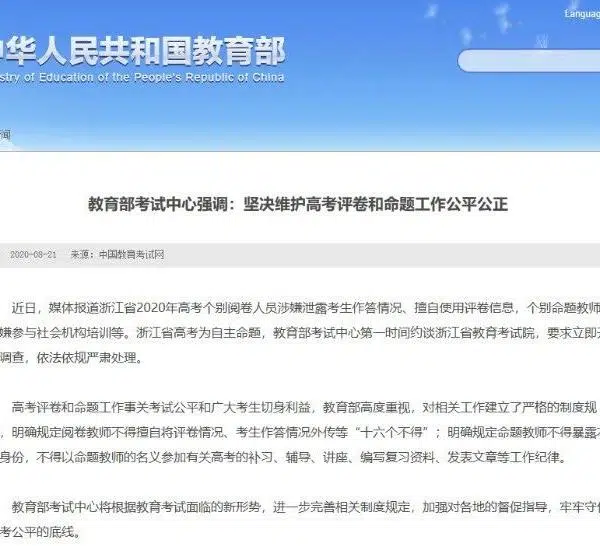 Language
中华人民共和国教育部
stry of Education of the People's Republic of China
闻
教育部考试中心强调：坚决维护高考评卷和命题工作公平公正
2020-08-21 来源：中国教育考试网
近日，媒体报道浙江省2020年高考个别阅卷人员涉嫌泄露考生作答情况、擅自使用评卷信息，个别命题教师
嫌参与社会机构培训等。浙江省高考为自主命题，教育部考试中心第一时间约谈浙江省教育考试院，要求立即
调查，依法依规严肃处理。
高考评卷和命题工作事关考试公平和广大考生切身利益，教育部高度重视，对相关工作建立了严格的制度规
，明确规定阅卷教师不得擅自将评卷情况、考生作答情况外传等“十六个不得”；明确规定命题教师不得暴露
身份，不得以命题教师的名义参加有关高考的补习、辅导、讲座、编写复习资料、发表文章等工作纪律。
教育部考试中心将根据教育考试面临的新形势，进一步完善相关制度规定，加强对各地的督促指导，牢牢守
考公平的底线。